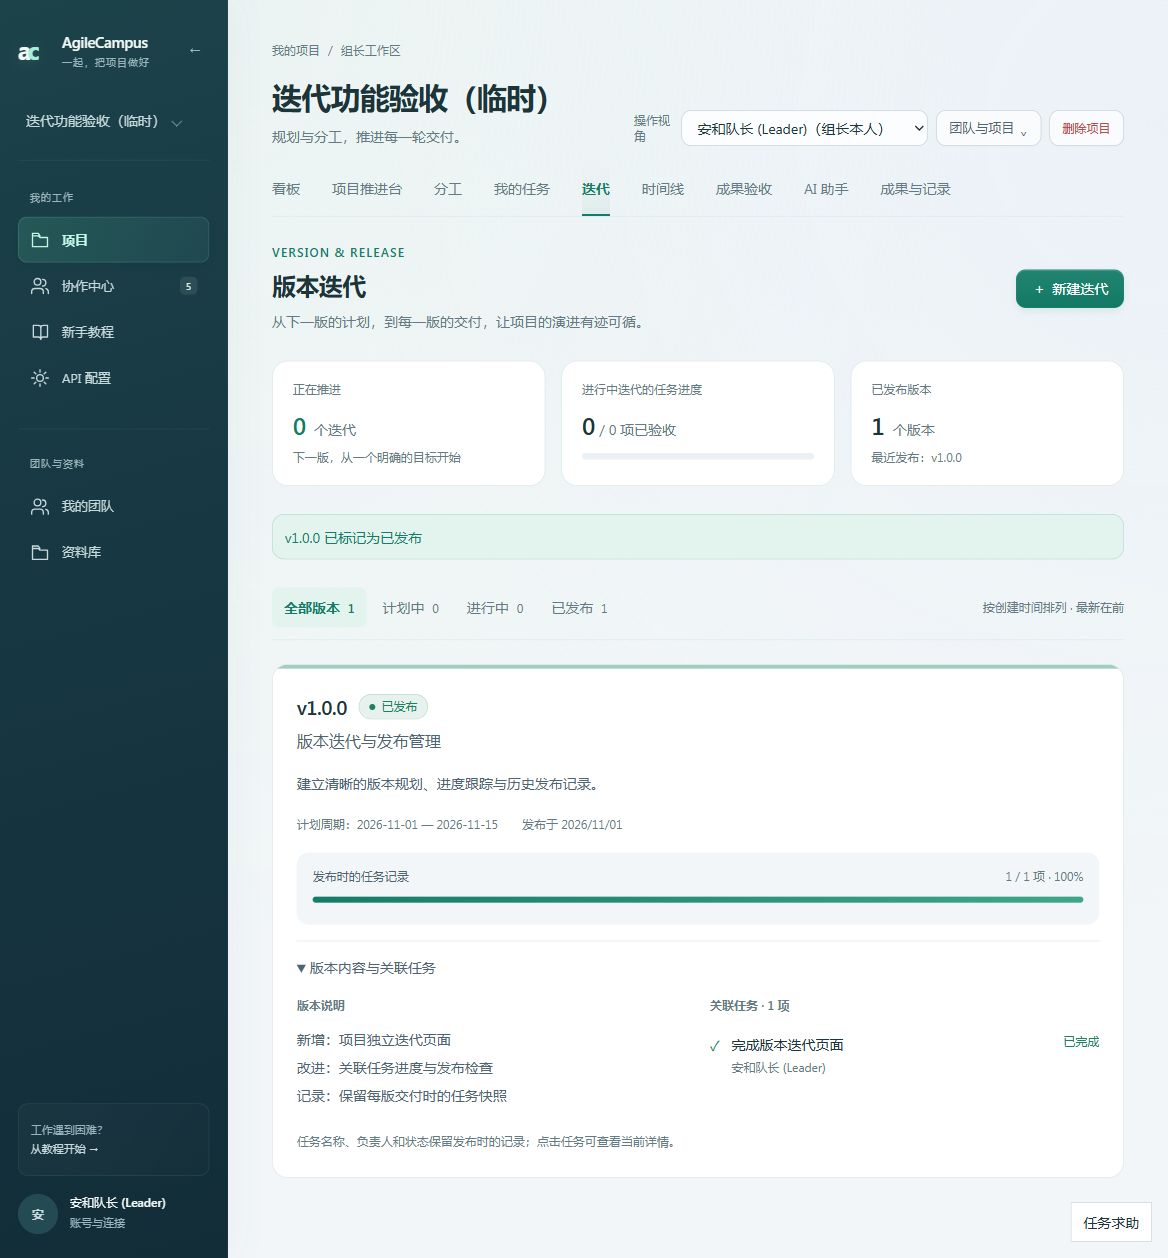 ac
AgileCampus
一起，把项目做好
←
迭代功能验收（临时）
我的工作
项目
协作中心 5
新手教程
API 配置
团队与资料
我的团队
资料库
工作遇到困难？
从教程开始 →
安
安和队长 (Leader)
账号与连接
我的项目 / 组长工作区
迭代功能验收（临时）
规划与分工，推进每一轮交付。
操作视角
安和队长 (Leader)（组长本人）
团队与项目
删除项目
看板 项目推进台 分工 我的任务 迭代 时间线 成果验收 AI 助手 成果与记录
VERSION & RELEASE
版本迭代
从下一版的计划，到每一版的交付，让项目的演进有迹可循。
+ 新建迭代
正在推进
0 个迭代
下一版，从一个明确的目标开始
进行中迭代的任务进度
0 / 0 项已验收
已发布版本
1 个版本
最近发布：v1.0.0
v1.0.0 已标记为已发布
全部版本 1 计划中 0 进行中 0 已发布 1
按创建时间排列 · 最新在前
v1.0.0 已发布
版本迭代与发布管理
建立清晰的版本规划、进度跟踪与历史发布记录。
计划周期：2026-11-01 — 2026-11-15 发布于 2026/11/01
发布时的任务记录 1 / 1 项 · 100%
▼ 版本内容与关联任务
版本说明
新增：项目独立迭代页面
改进：关联任务进度与发布检查
记录：保留每版交付时的任务快照
关联任务 · 1 项
✓ 完成版本迭代页面 已完成
安和队长 (Leader)
任务名称、负责人和状态保留发布时的记录；点击任务可查看当前详情。
任务求助